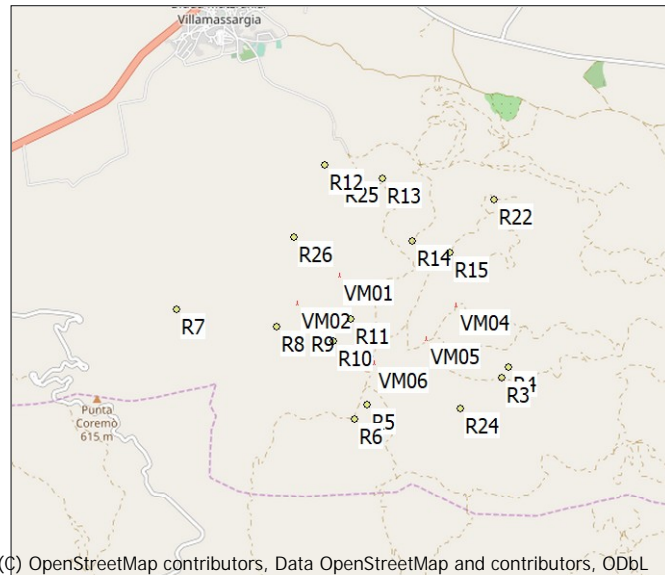 Villamassargia
R12
R25
R13
R22
R26
R14
R15
VM01
R7
VM02
VM04
R8
R9
R11
R10
VM05
VM06
R4
R3
Punta
Coremò
615 m
R5
R6
R24
(C) OpenStreetMap contributors, Data OpenStreetMap and contributors, ODbL